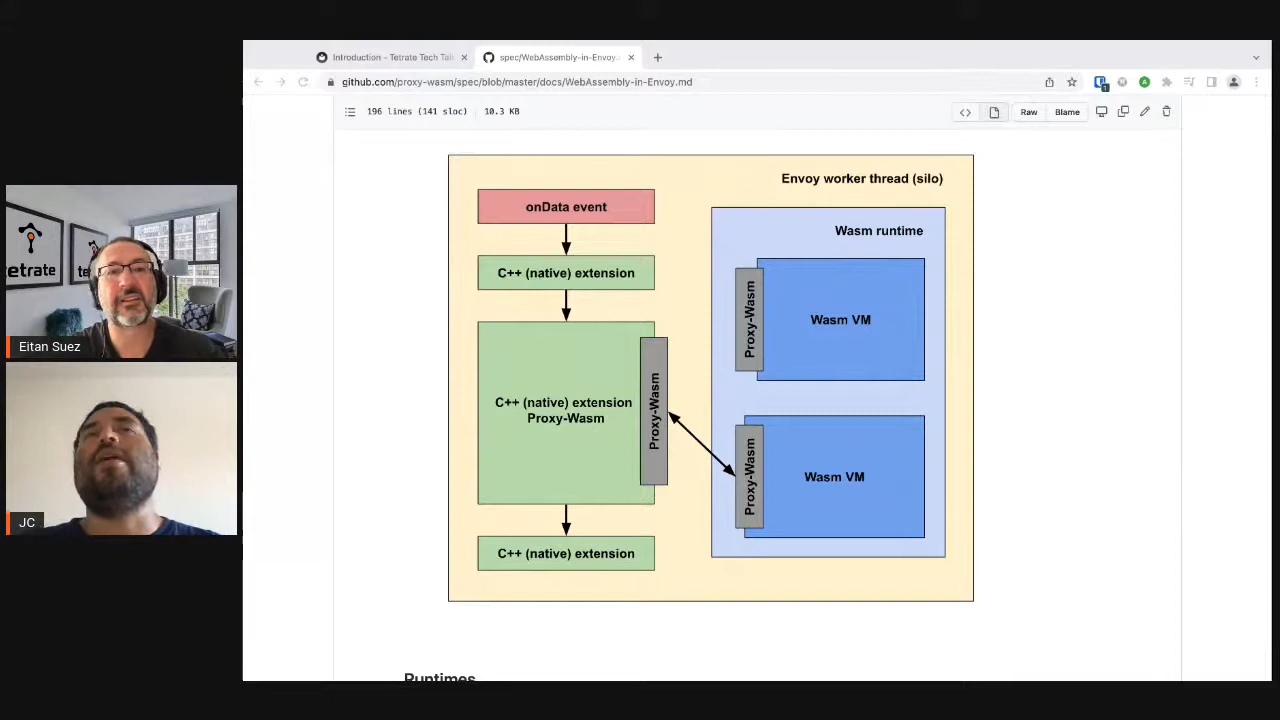 Introduction - Tetrate Tech Tal
spec/WebAssembly-in-Envoy.
github.com/proxy-wasm/spec/blob/master/docs/WebAssembly-in-Envoy.md
196 lines (141 sloc)
10.3 KB
Raw
Blame
Envoy worker thread (silo)
onData event
Wasm runtime
C++ (native) extension
Proxy-Wasm
Wasm VM
C++ (native) extension
Proxy-Wasm
Proxy-Wasm
Proxy-Wasm
Wasm VM
C++ (native) extension
Runtimes
tetrate
te
Eitan Suez
JC